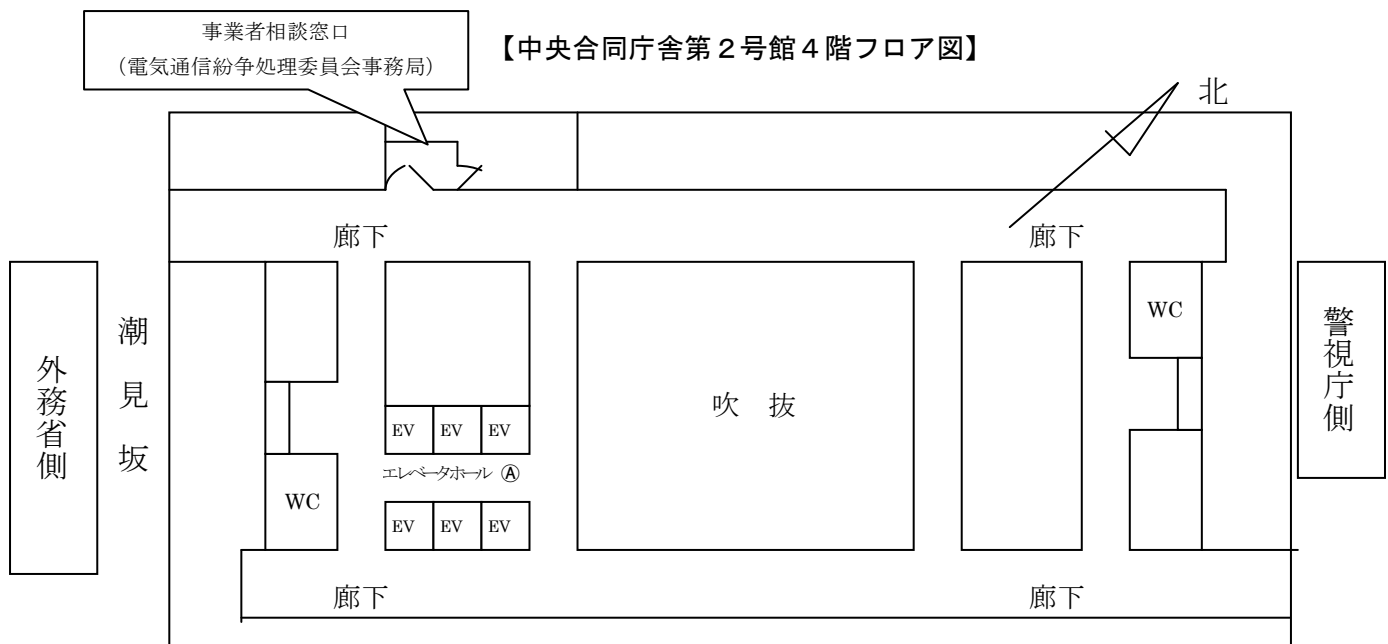 事業者相談窓口
(電気通信紛争処理委員会事務局)
【中央合同庁舎第２号館４階フロア図】
北
廊下
廊下
外務省側
潮見坂
WC
警視庁側
吹 抜
EV EV EV
エレベータホール Ⓐ
WC
EV EV EV
廊下
廊下